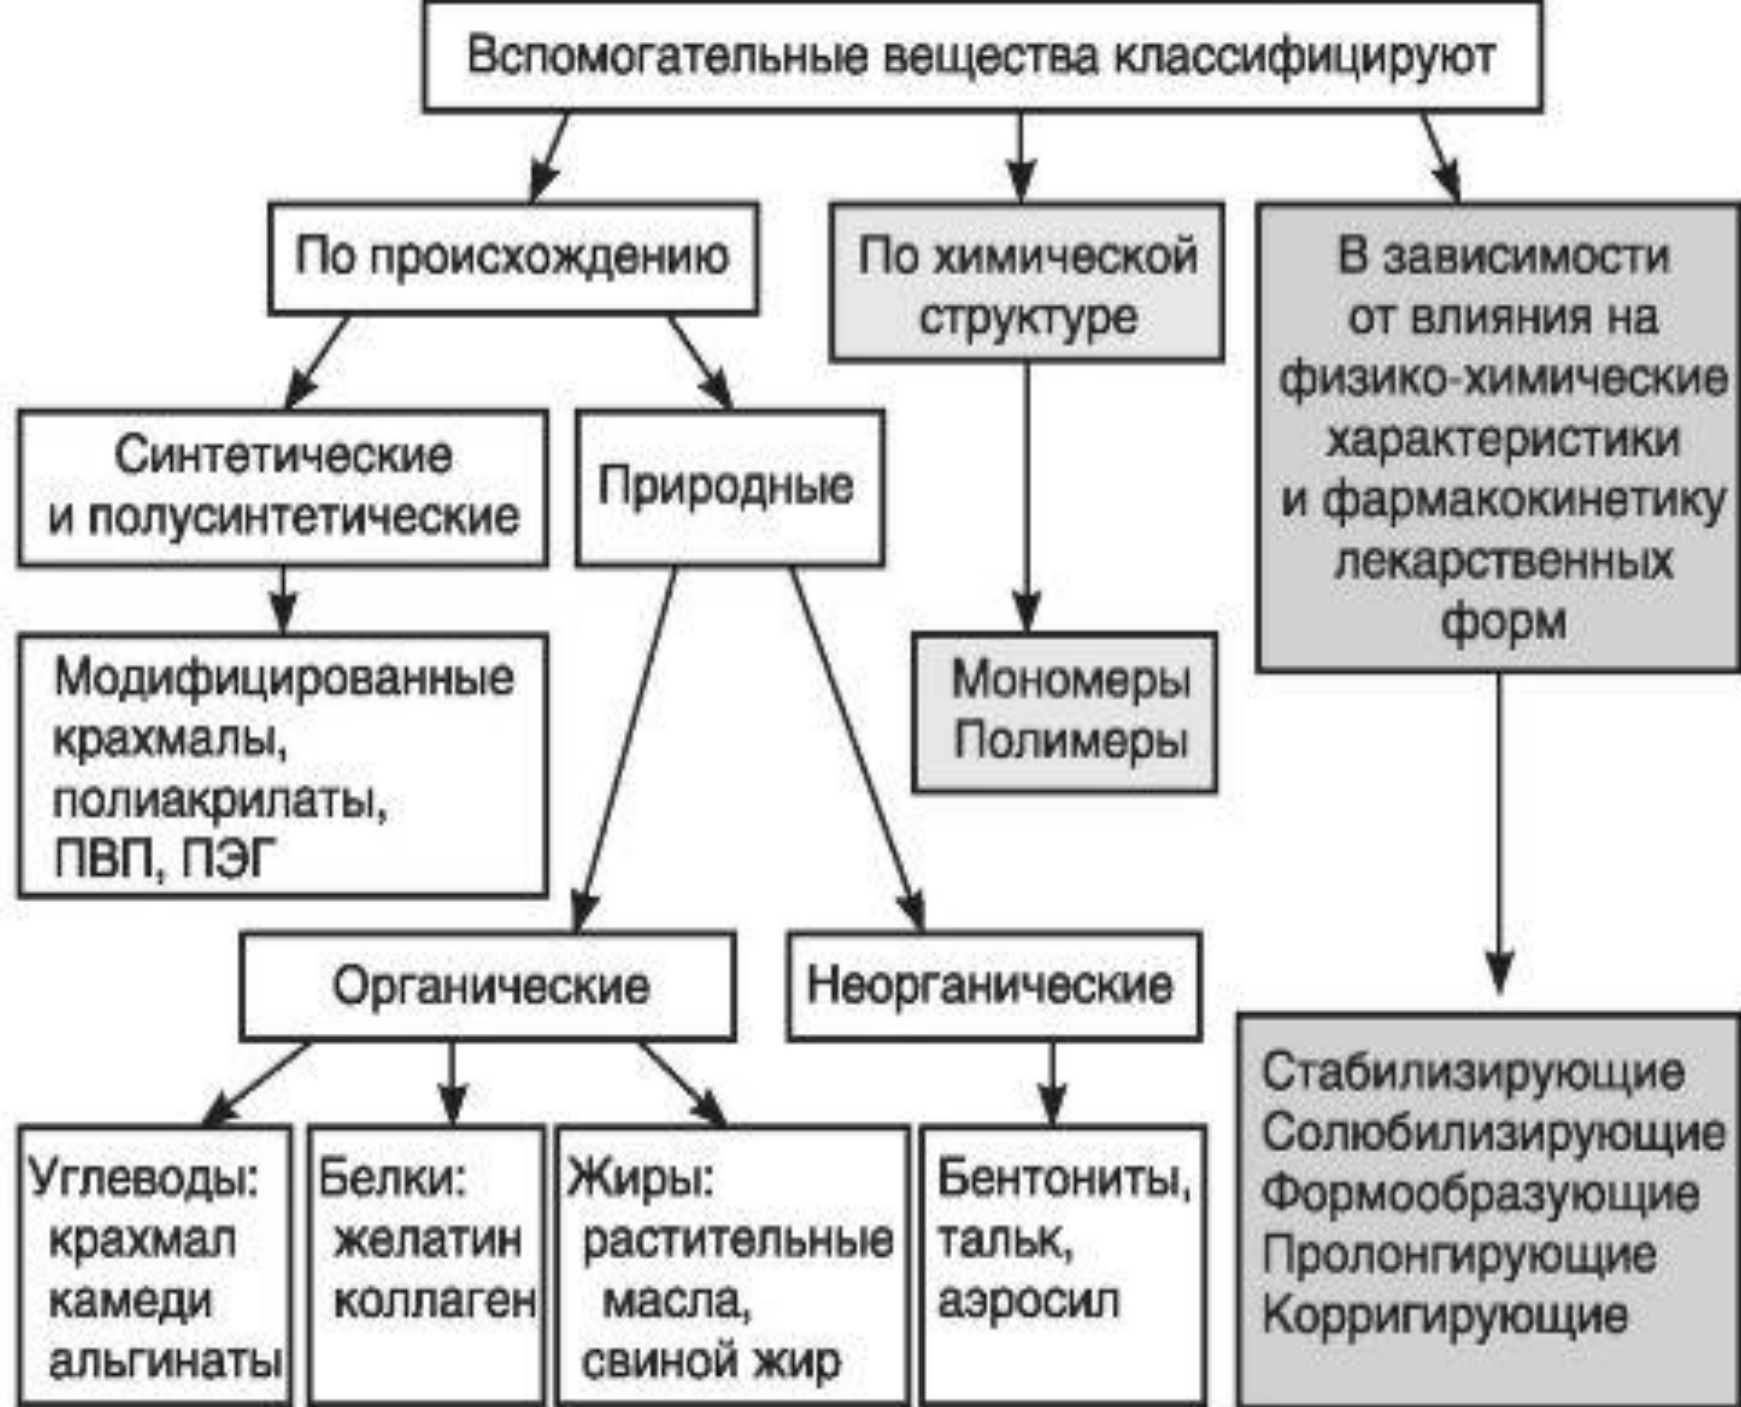 Вспомогательные вещества классифицируют
По происхождению
По химической
структуре
В зависимости
от влияния на
физико-химические
характеристики
и фармакокинетику
лекарственных
форм
Синтетические
и полусинтетические
Природные
Модифицированные
крахмалы,
полиакрилаты,
ПВП, ПЭГ
Мономеры
Полимеры
Органические
Неорганические
Углеводы:
крахмал
камеди
альгинаты
Белки:
желатин
коллаген
Жиры:
растительные
масла,
свиной жир
Бентониты,
тальк,
аэросил
Стабилизирующие
Солюбилизирующие
Формообразующие
Пролонгирующие
Корригирующие